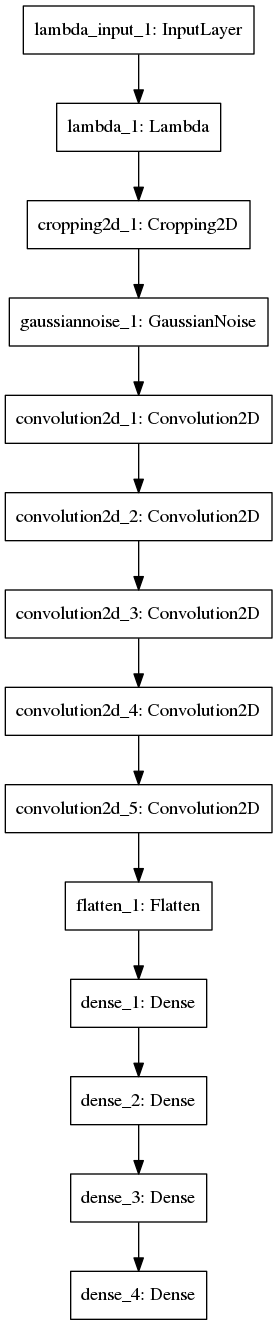 lambda_input_1: InputLayer
lambda_1: Lambda
cropping2d_1: Cropping2D
gaussiannoise_1: GaussianNoise
convolution2d_1: Convolution2D
convolution2d_2: Convolution2D
convolution2d_3: Convolution2D
convolution2d_4: Convolution2D
convolution2d_5: Convolution2D
flatten_1: Flatten
dense_1: Dense
dense_2: Dense
dense_3: Dense
dense_4: Dense